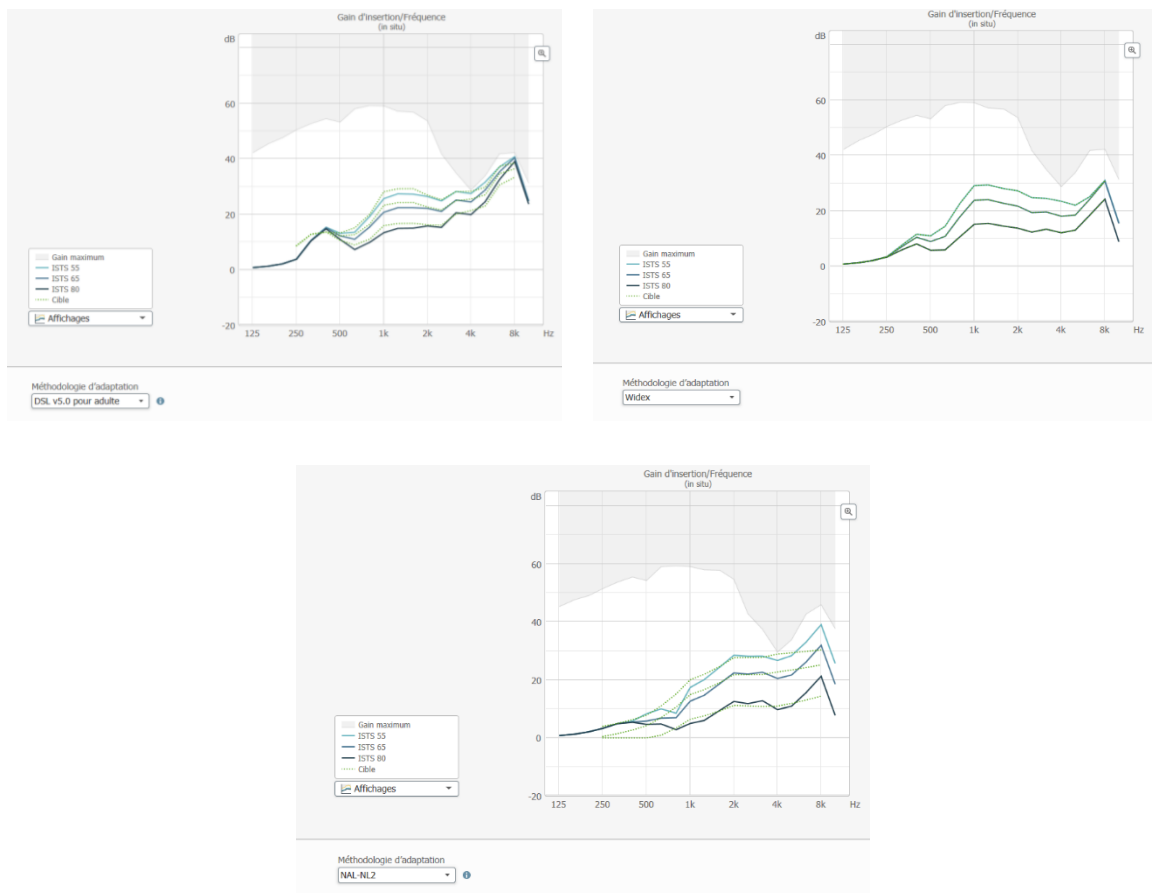 Gain d'insertion/Fréquence
(in situ)
dB
60
40
20
0
-20
125 250 500 1k 2k 4k 8k Hz
Gain maximum
ISTS 55
ISTS 65
ISTS 80
Cible
Affichages
Méthodologie d'adaptation
DSL v5.0 pour adulte
Gain d'insertion/Fréquence
(in situ)
dB
60
40
20
0
-20
125 250 500 1k 2k 4k 8k Hz
Gain maximum
ISTS 55
ISTS 65
ISTS 80
Cible
Affichages
Méthodologie d'adaptation
Widex
Gain d'insertion/Fréquence
(in situ)
dB
60
40
20
0
-20
125 250 500 1k 2k 4k 8k Hz
Gain maximum
ISTS 55
ISTS 65
ISTS 80
Cible
Affichages
Méthodologie d'adaptation
NAL-NL2